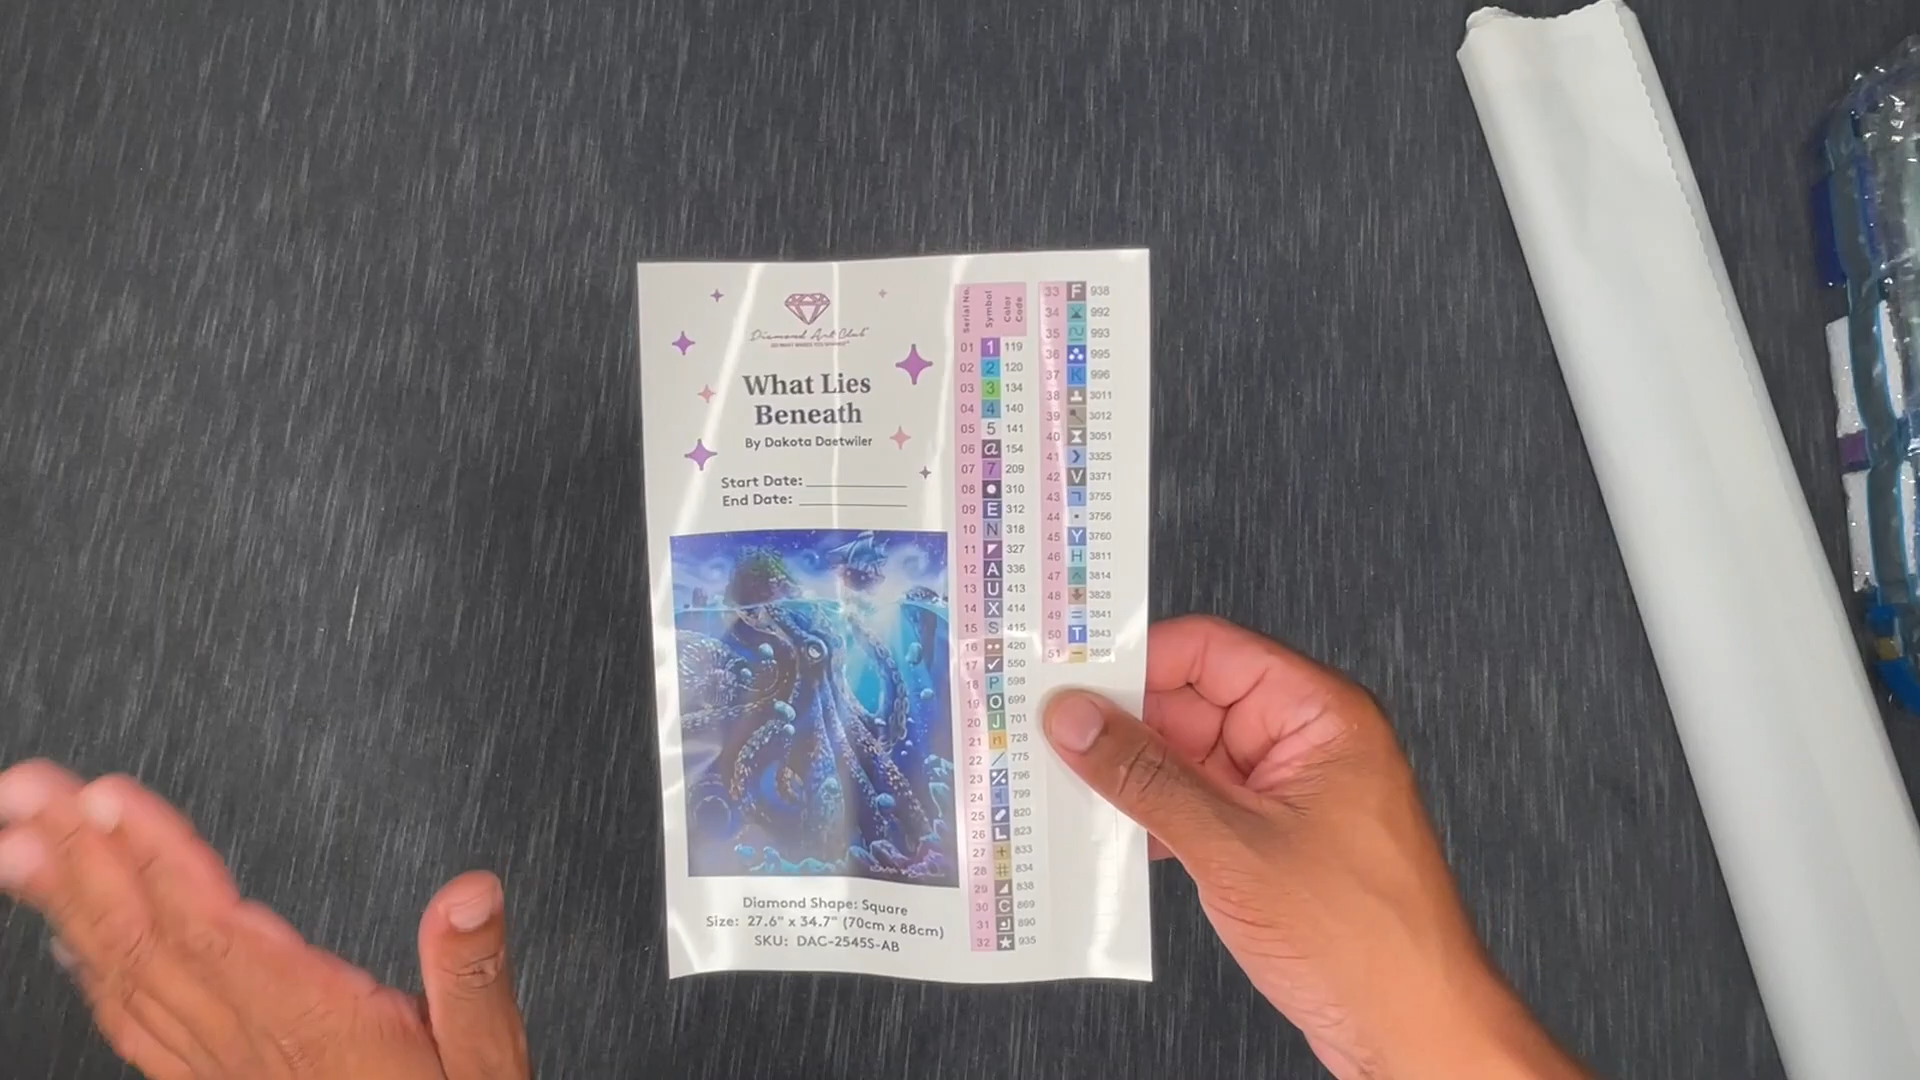 Diamond Art Club
What Lies
Beneath
By Dakota Daetwiler
Start Date:
End Date:
Diamond Shape: Square
Size: 27.6" x 34.7" (70cm x 88cm)
SKU: DAC-2545S-AB
Serial No. Symbol Color Code
01 1 119
02 2 120
03 3 134
04 4 140
05 5 141
06 a 154
07 7 209
08 310
09 E 312
10 N 318
11 327
12 A 336
13 U 413
14 X 414
15 S 415
16 420
17 ✓ 550
18 P 598
19 O 699
20 J 701
21 n 728
22 / 775
23 796
24 799
25 820
26 L 823
27 + 833
28 # 834
29 838
30 C 869
31 890
32 ★ 935
33 F 938
34 992
35 993
36 995
37 K 996
38 3011
39 3012
40 3051
41 3325
42 V 3371
43 3755
44 • 3756
45 Y 3760
46 H 3811
47 ^ 3814
48 3828
49 = 3841
50 T 3843
51 − 3855